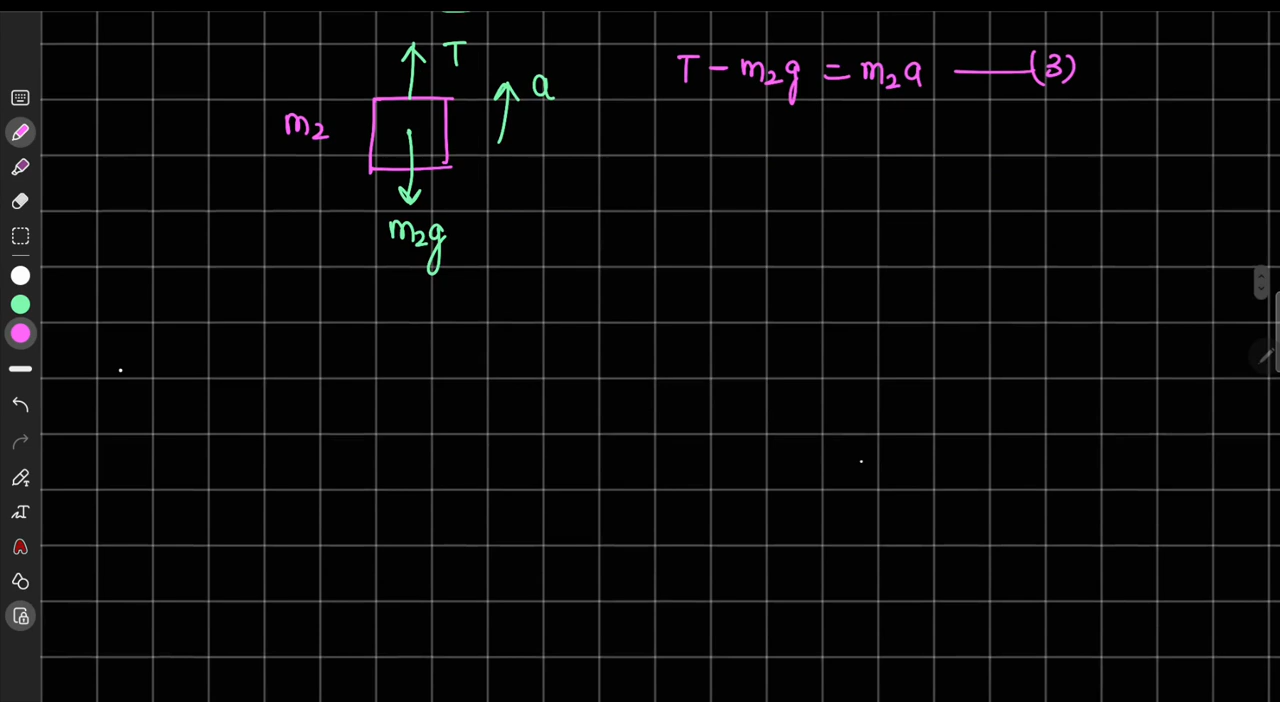 T
T - m₂g = m₂a ——(3)
a
m₂
m₂g